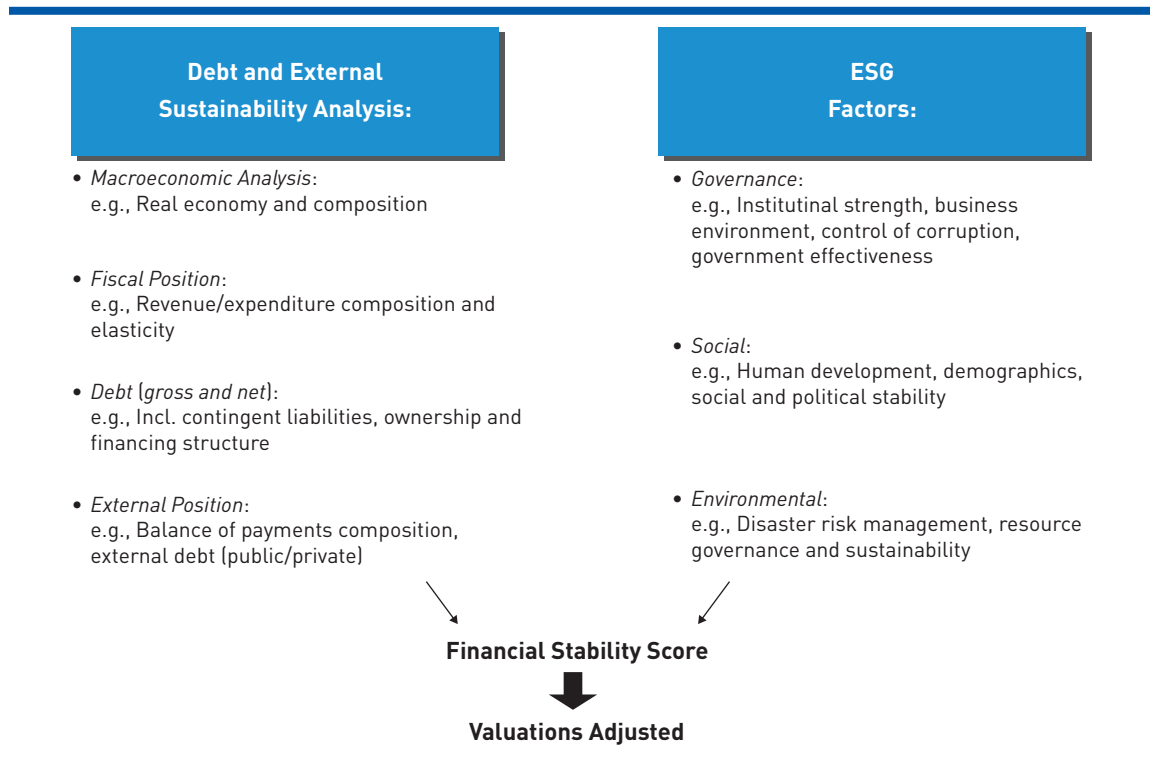 Debt and External
Sustainability Analysis:
• Macroeconomic Analysis:
e.g., Real economy and composition
• Fiscal Position:
e.g., Revenue/expenditure composition and
elasticity
• Debt (gross and net):
e.g., Incl. contingent liabilities, ownership and
financing structure
• External Position:
e.g., Balance of payments composition,
external debt (public/private)
ESG
Factors:
• Governance:
e.g., Institutinal strength, business
environment, control of corruption,
government effectiveness
• Social:
e.g., Human development, demographics,
social and political stability
• Environmental:
e.g., Disaster risk management, resource
governance and sustainability
Financial Stability Score
Valuations Adjusted